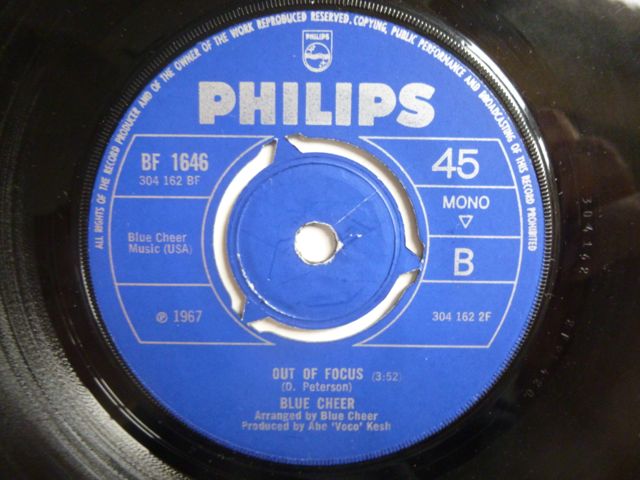 ALL RIGHTS OF THE RECORD PRODUCER AND OF THE OWNER OF THE WORK REPRODUCED RESERVED. COPYING, PUBLIC PERFORMANCE AND BROADCASTING OF THIS RECORD PROHIBITED
PHILIPS
PHILIPS
BF 1646
304 162 BF
45
MONO
B
Blue Cheer
Music (USA)
℗ 1967
304 162 2F
OUT OF FOCUS (3:52)
(D. Peterson)
BLUE CHEER
Arranged by Blue Cheer
Produced by Abe 'Voco' Kesh